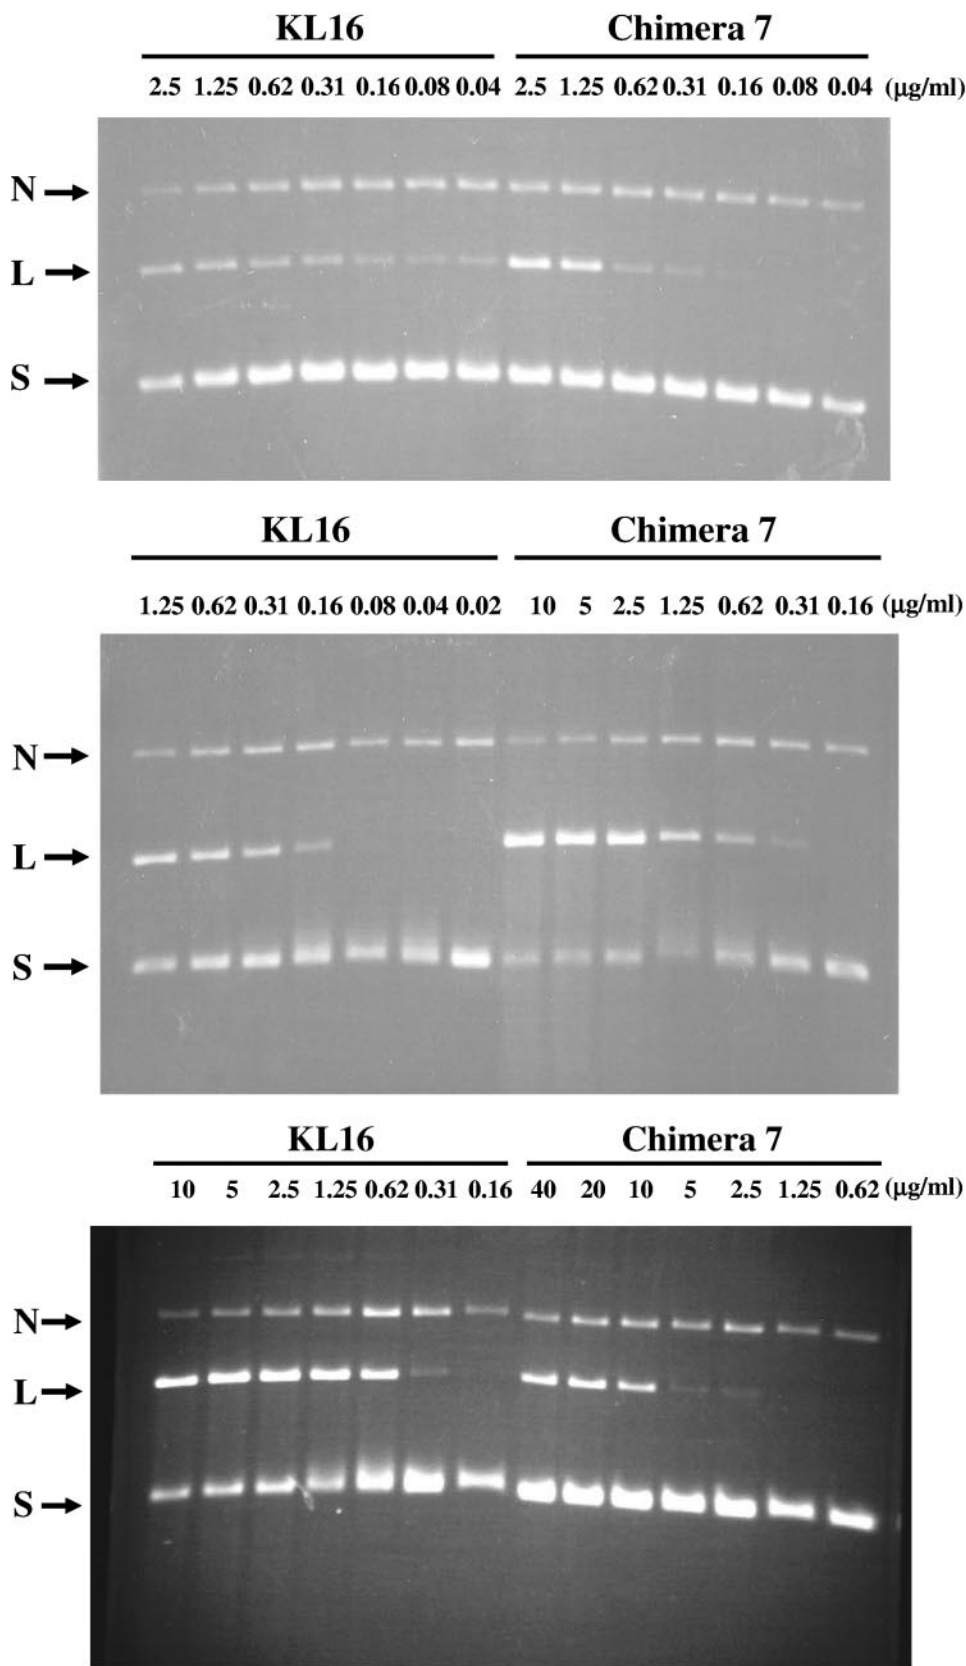 KL16 Chimera 7
2.5 1.25 0.62 0.31 0.16 0.08 0.04 2.5 1.25 0.62 0.31 0.16 0.08 0.04 (μg/ml)
N
L
S
KL16 Chimera 7
1.25 0.62 0.31 0.16 0.08 0.04 0.02 10 5 2.5 1.25 0.62 0.31 0.16 (μg/ml)
N
L
S
KL16 Chimera 7
10 5 2.5 1.25 0.62 0.31 0.16 40 20 10 5 2.5 1.25 0.62 (μg/ml)
N
L
S